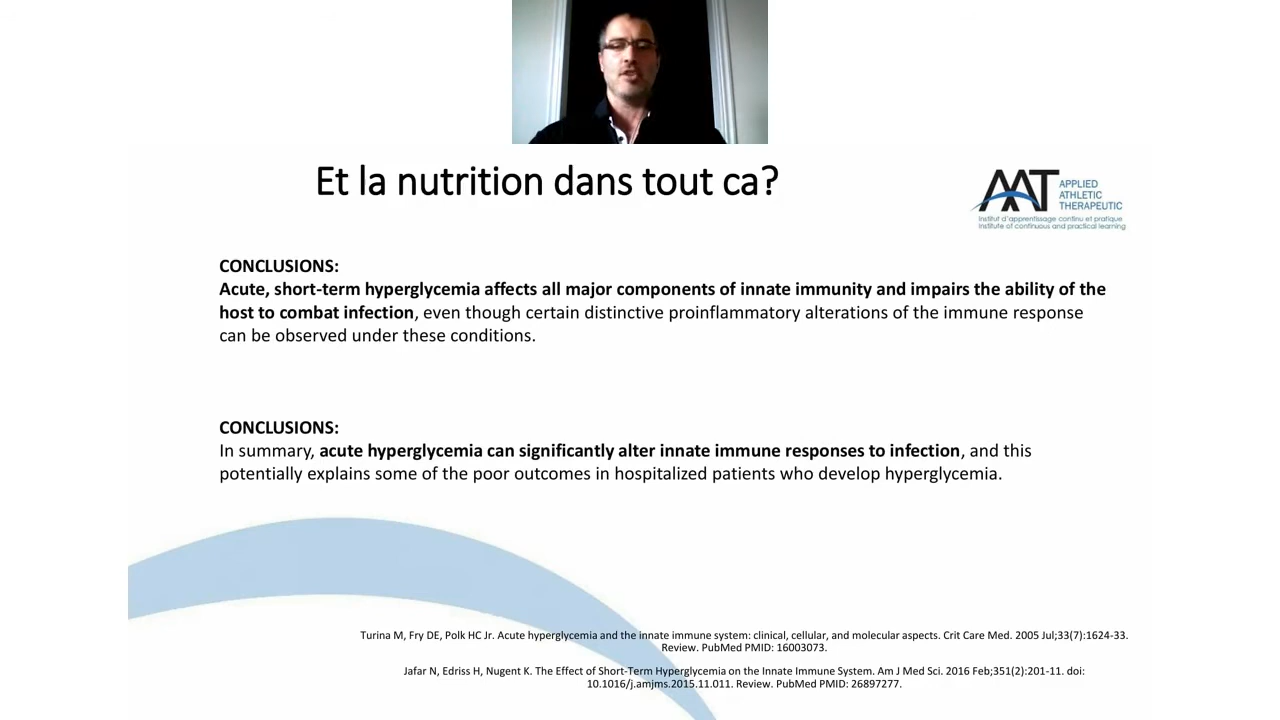 Et la nutrition dans tout ca?
AAT
APPLIED
ATHLETIC
THERAPEUTIC
Institut d'apprentissage continu et pratique
Institute of continuous and practical learning
CONCLUSIONS:
Acute, short-term hyperglycemia affects all major components of innate immunity and impairs the ability of the
host to combat infection, even though certain distinctive proinflammatory alterations of the immune response
can be observed under these conditions.
CONCLUSIONS:
In summary, acute hyperglycemia can significantly alter innate immune responses to infection, and this
potentially explains some of the poor outcomes in hospitalized patients who develop hyperglycemia.
Turina M, Fry DE, Polk HC Jr. Acute hyperglycemia and the innate immune system: clinical, cellular, and molecular aspects. Crit Care Med. 2005 Jul;33(7):1624-33.
Review. PubMed PMID: 16003073.
Jafar N, Edriss H, Nugent K. The Effect of Short-Term Hyperglycemia on the Innate Immune System. Am J Med Sci. 2016 Feb;351(2):201-11. doi:
10.1016/j.amjms.2015.11.011. Review. PubMed PMID: 26897277.